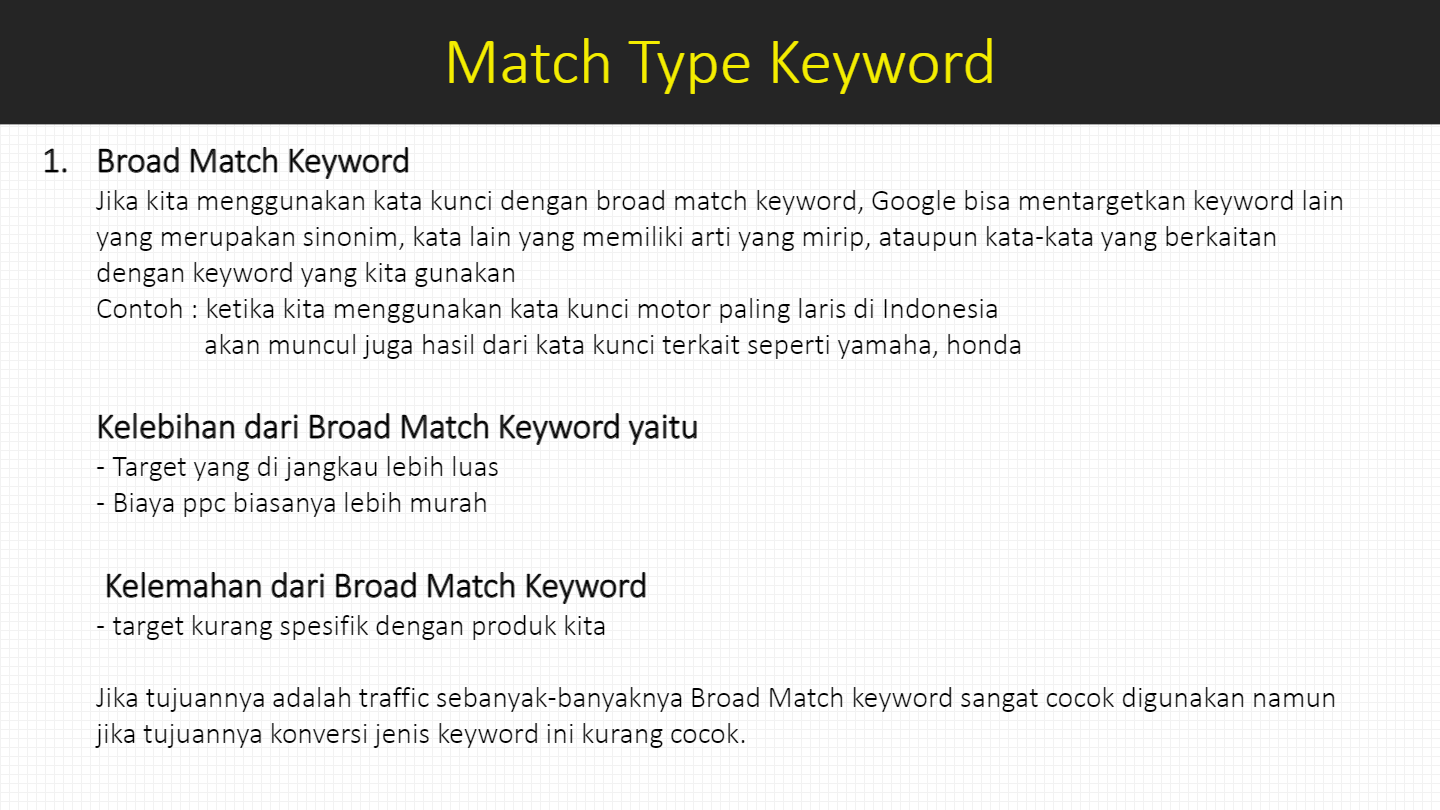 Match Type Keyword
1. Broad Match Keyword
Jika kita menggunakan kata kunci dengan broad match keyword, Google bisa mentargetkan keyword lain
yang merupakan sinonim, kata lain yang memiliki arti yang mirip, ataupun kata-kata yang berkaitan
dengan keyword yang kita gunakan
Contoh : ketika kita menggunakan kata kunci motor paling laris di Indonesia
akan muncul juga hasil dari kata kunci terkait seperti yamaha, honda
Kelebihan dari Broad Match Keyword yaitu
- Target yang di jangkau lebih luas
- Biaya ppc biasanya lebih murah
Kelemahan dari Broad Match Keyword
- target kurang spesifik dengan produk kita
Jika tujuannya adalah traffic sebanyak-banyaknya Broad Match keyword sangat cocok digunakan namun
jika tujuannya konversi jenis keyword ini kurang cocok.